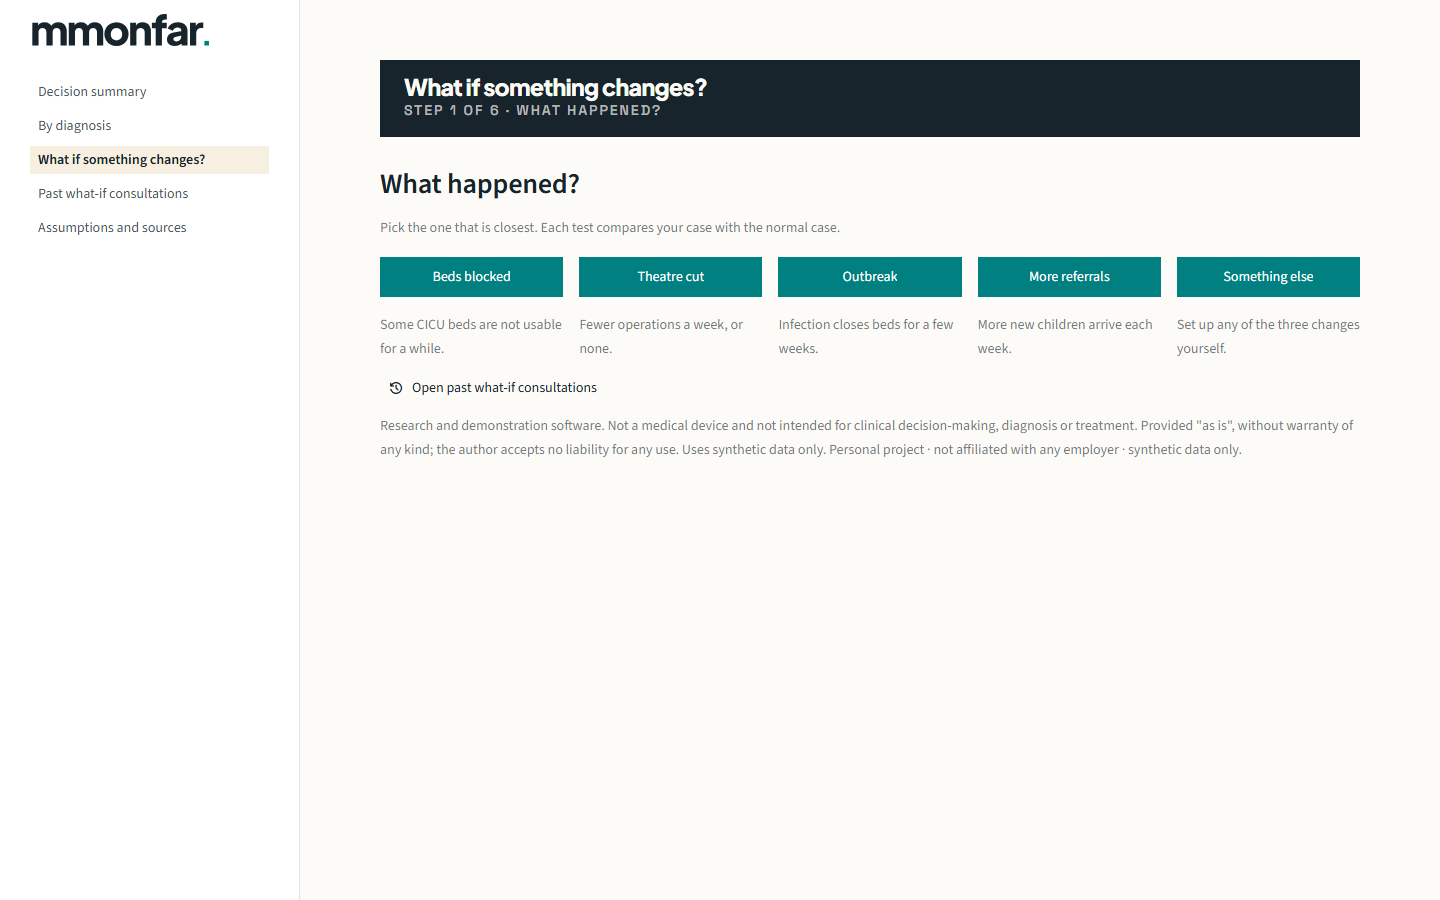 mmonfar.
Decision summary
By diagnosis
What if something changes?
Past what-if consultations
Assumptions and sources
What if something changes?
STEP 1 OF 6 · WHAT HAPPENED?
What happened?
Pick the one that is closest. Each test compares your case with the normal case.
Beds blocked
Some CICU beds are not usable
for a while.
Theatre cut
Fewer operations a week, or
none.
Outbreak
Infection closes beds for a few
weeks.
More referrals
More new children arrive each
week.
Something else
Set up any of the three changes
yourself.
Open past what-if consultations
Research and demonstration software. Not a medical device and not intended for clinical decision-making, diagnosis or treatment. Provided "as is", without warranty of
any kind; the author accepts no liability for any use. Uses synthetic data only. Personal project · not affiliated with any employer · synthetic data only.